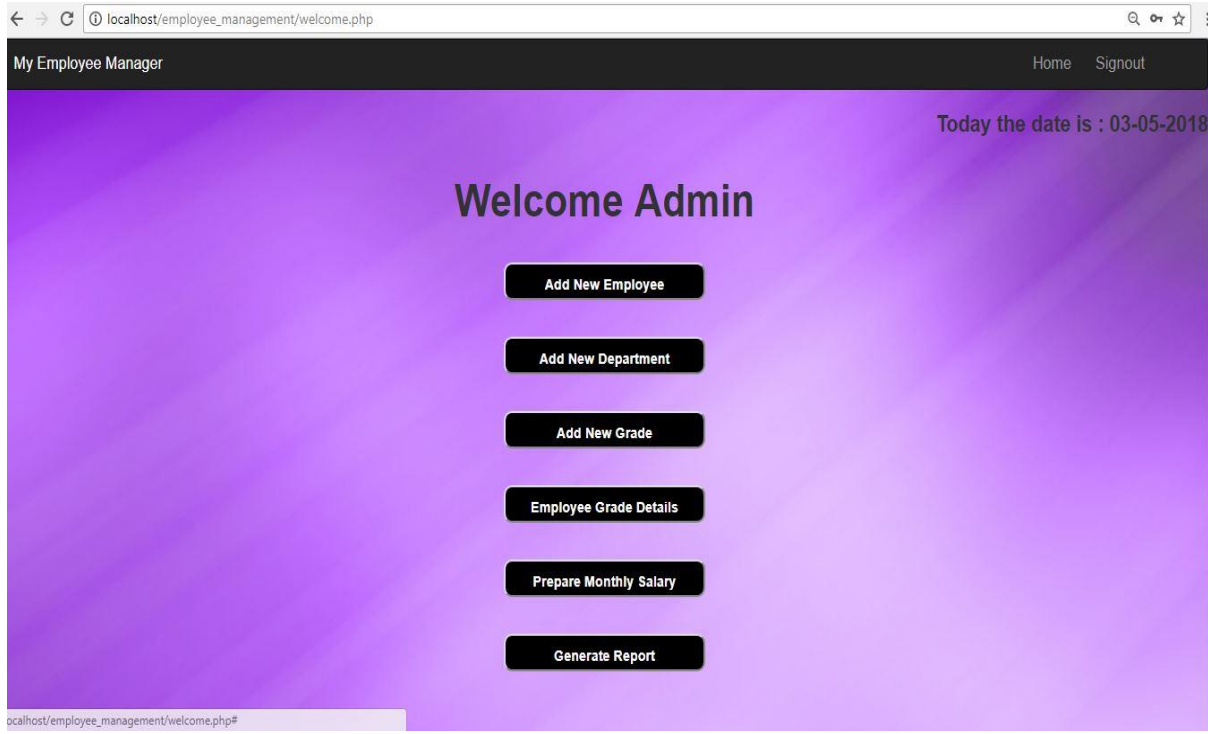 localhost/employee_management/welcome.php
My Employee Manager Home Signout
Today the date is : 03-05-2018
Welcome Admin
Add New Employee
Add New Department
Add New Grade
Employee Grade Details
Prepare Monthly Salary
Generate Report
ocalhost/employee_management/welcome.php#